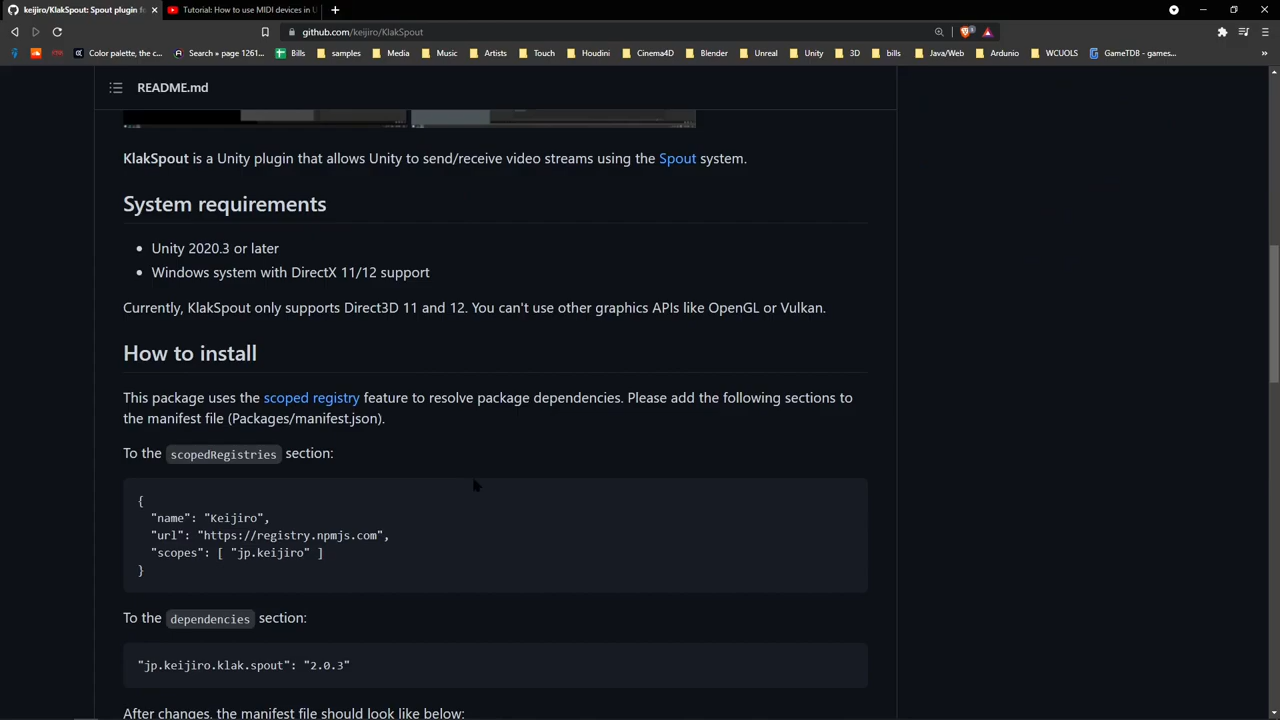 keijiro/KlakSpout: Spout plugin f
Tutorial: How to use MIDI devices in U
github.com/keijiro/KlakSpout
Color palette, the c...
Search » page 1261...
Bills
samples
Media
Music
Artists
Touch
Houdini
Cinema4D
Blender
Unreal
Unity
3D
bills
Java/Web
Ardunio
WCUOLS
GameTDB - games...
README.md
KlakSpout is a Unity plugin that allows Unity to send/receive video streams using the Spout system.
System requirements
• Unity 2020.3 or later
• Windows system with DirectX 11/12 support
Currently, KlakSpout only supports Direct3D 11 and 12. You can't use other graphics APIs like OpenGL or Vulkan.
How to install
This package uses the scoped registry feature to resolve package dependencies. Please add the following sections to
the manifest file (Packages/manifest.json).
To the scopedRegistries section:
{
"name": "Keijiro",
"url": "https://registry.npmjs.com",
"scopes": [ "jp.keijiro" ]
}
To the dependencies section:
"jp.keijiro.klak.spout": "2.0.3"
After changes, the manifest file should look like below: